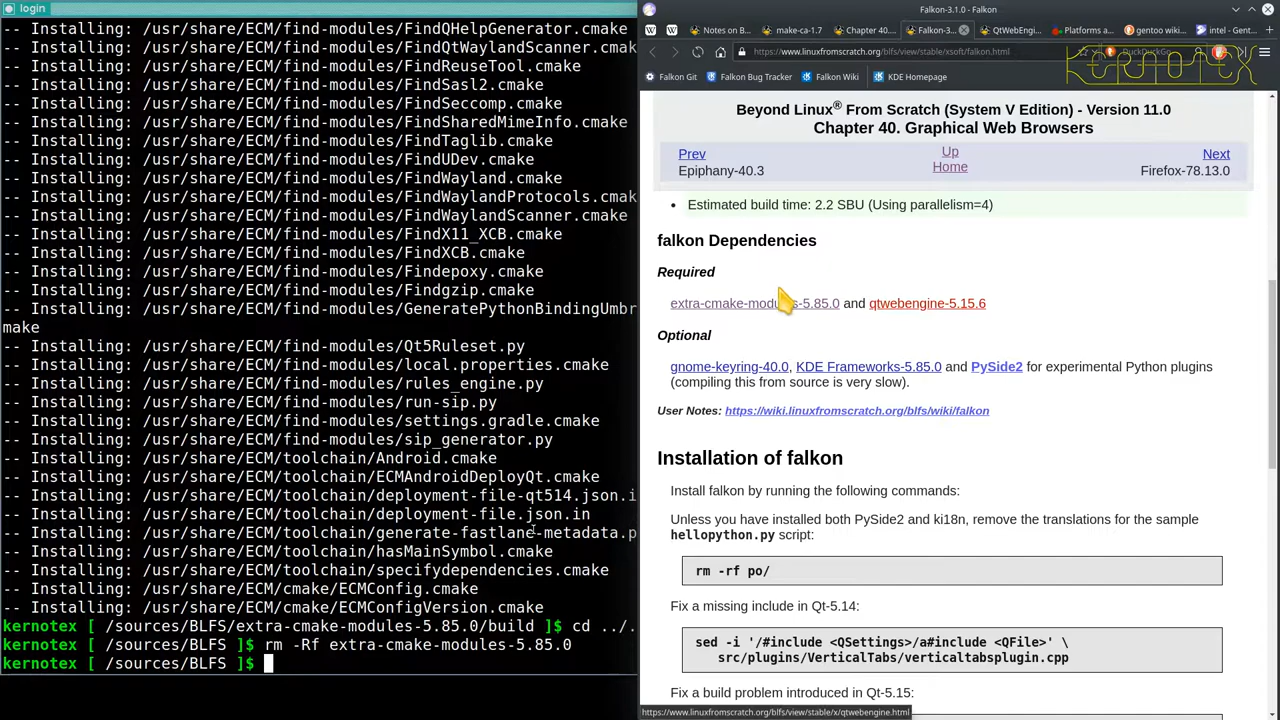 login
-- Installing: /usr/share/ECM/find-modules/FindQHelpGenerator.cmake
-- Installing: /usr/share/ECM/find-modules/FindQtWaylandScanner.cmak
-- Installing: /usr/share/ECM/find-modules/FindReuseTool.cmake
-- Installing: /usr/share/ECM/find-modules/FindSasl2.cmake
-- Installing: /usr/share/ECM/find-modules/FindSeccomp.cmake
-- Installing: /usr/share/ECM/find-modules/FindSharedMimeInfo.cmake
-- Installing: /usr/share/ECM/find-modules/FindTaglib.cmake
-- Installing: /usr/share/ECM/find-modules/FindUDev.cmake
-- Installing: /usr/share/ECM/find-modules/FindWayland.cmake
-- Installing: /usr/share/ECM/find-modules/FindWaylandProtocols.cmak
-- Installing: /usr/share/ECM/find-modules/FindWaylandScanner.cmake
-- Installing: /usr/share/ECM/find-modules/FindX11_XCB.cmake
-- Installing: /usr/share/ECM/find-modules/FindXCB.cmake
-- Installing: /usr/share/ECM/find-modules/Findepoxy.cmake
-- Installing: /usr/share/ECM/find-modules/Findgzip.cmake
-- Installing: /usr/share/ECM/find-modules/GeneratePythonBindingUmbr
make
-- Installing: /usr/share/ECM/find-modules/Qt5Ruleset.py
-- Installing: /usr/share/ECM/find-modules/local.properties.cmake
-- Installing: /usr/share/ECM/find-modules/rules_engine.py
-- Installing: /usr/share/ECM/find-modules/run-sip.py
-- Installing: /usr/share/ECM/find-modules/settings.gradle.cmake
-- Installing: /usr/share/ECM/find-modules/sip_generator.py
-- Installing: /usr/share/ECM/toolchain/Android.cmake
-- Installing: /usr/share/ECM/toolchain/ECMAndroidDeployQt.cmake
-- Installing: /usr/share/ECM/toolchain/deployment-file-qt514.json.i
-- Installing: /usr/share/ECM/toolchain/deployment-file.json.in
-- Installing: /usr/share/ECM/toolchain/generate-fastlane-metadata.p
-- Installing: /usr/share/ECM/toolchain/hasMainSymbol.cmake
-- Installing: /usr/share/ECM/toolchain/specifydependencies.cmake
-- Installing: /usr/share/ECM/cmake/ECMConfig.cmake
-- Installing: /usr/share/ECM/cmake/ECMConfigVersion.cmake
kernotex [ /sources/BLFS/extra-cmake-modules-5.85.0/build ]$ cd ../.
kernotex [ /sources/BLFS ]$ rm -Rf extra-cmake-modules-5.85.0
kernotex [ /sources/BLFS ]$
Falkon-3.1.0 - Falkon
Notes on B... make-ca-1.7 Chapter 40.... Falkon-3... QtWebEngi... Platforms a... gentoo wiki... intel - Gent...
https://www.linuxfromscratch.org/blfs/view/stable/xsoft/falkon.html
DuckDuckGo
KERNOTEX
Falkon Git Falkon Bug Tracker Falkon Wiki KDE Homepage
Beyond Linux® From Scratch (System V Edition) - Version 11.0
Chapter 40. Graphical Web Browsers
Prev Up Next
Epiphany-40.3 Home Firefox-78.13.0
• Estimated build time: 2.2 SBU (Using parallelism=4)
falkon Dependencies
Required
extra-cmake-modules-5.85.0 and qtwebengine-5.15.6
Optional
gnome-keyring-40.0, KDE Frameworks-5.85.0 and PySide2 for experimental Python plugins
(compiling this from source is very slow).
User Notes: https://wiki.linuxfromscratch.org/blfs/wiki/falkon
Installation of falkon
Install falkon by running the following commands:
Unless you have installed both PySide2 and ki18n, remove the translations for the sample
hellopython.py script:
rm -rf po/
Fix a missing include in Qt-5.14:
sed -i '/#include <QSettings>/a#include <QFile>' \
src/plugins/VerticalTabs/verticaltabsplugin.cpp
Fix a build problem introduced in Qt-5.15:
https://www.linuxfromscratch.org/blfs/view/stable/x/qtwebengine.html